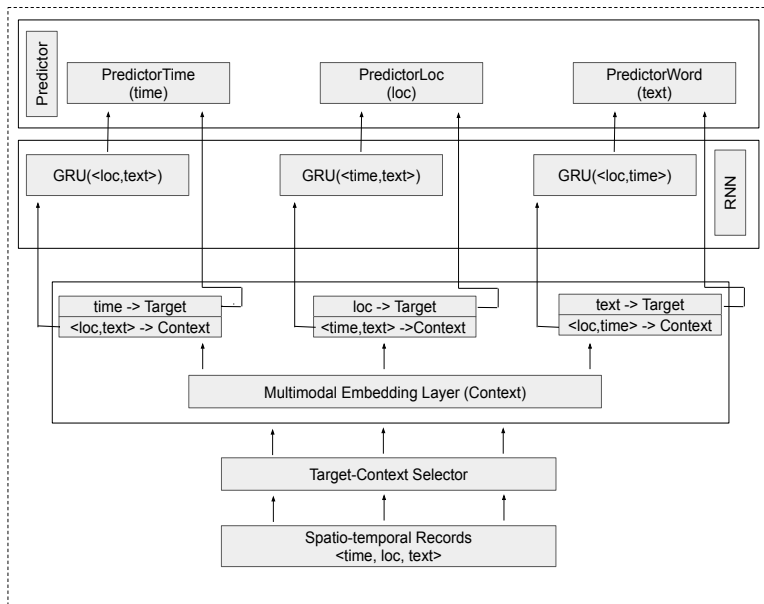 Predictor
PredictorTime
(time)
PredictorLoc
(loc)
PredictorWord
(text)
GRU(<loc,text>)
GRU(<time,text>)
GRU(<loc,time>)
RNN
time -> Target
<loc,text> -> Context
loc -> Target
<time,text> ->Context
text -> Target
<loc,time> -> Context
Multimodal Embedding Layer (Context)
Target-Context Selector
Spatio-temporal Records
<time, loc, text>